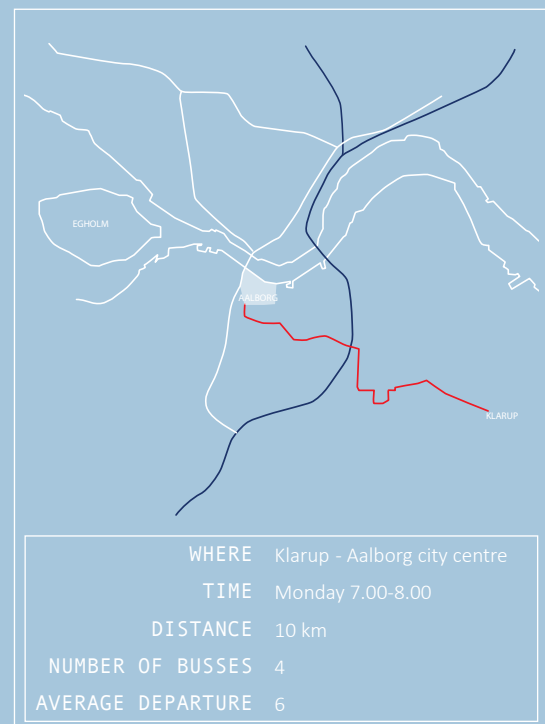 EGHOLM
AALBORG
KLARUP
WHERE Klarup - Aalborg city centre
TIME Monday 7.00-8.00
DISTANCE 10 km
NUMBER OF BUSSES 4
AVERAGE DEPARTURE 6